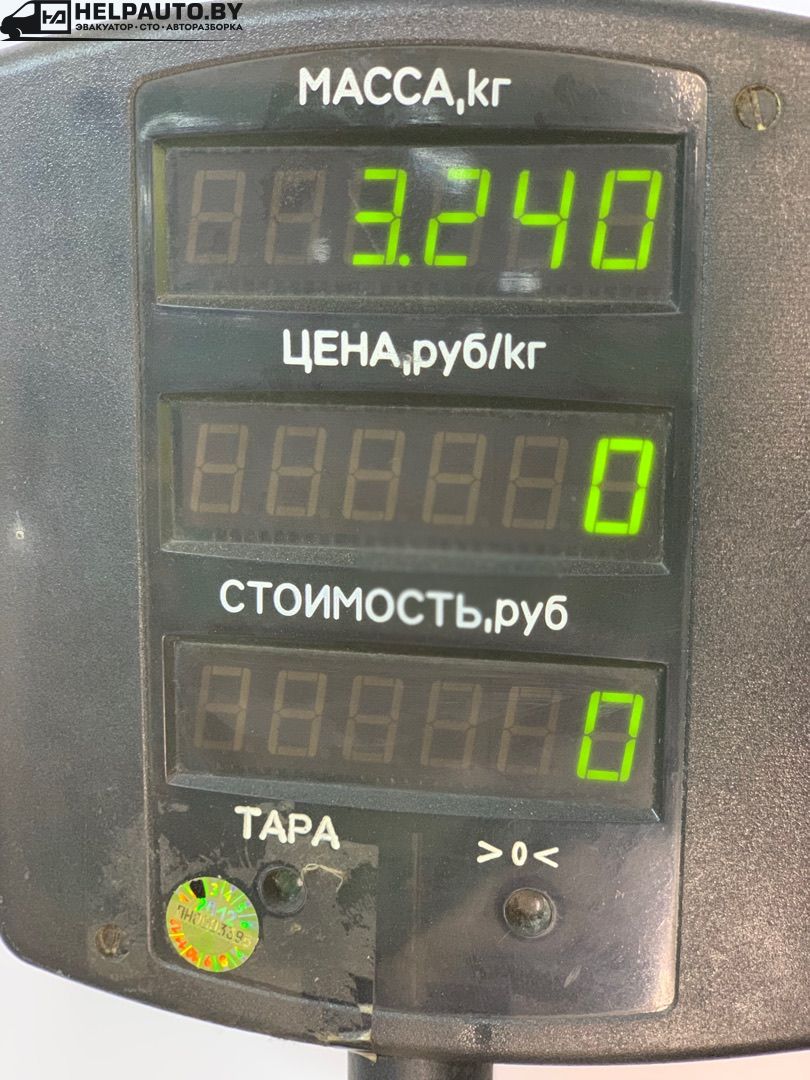 HELPAUTO.BY
ЭВАКУАТОР · СТО · АВТОРАЗБОРКА
МАССА,кг
3.240
ЦЕНА,руб/кг
0
СТОИМОСТЬ,руб
0
ТАРА
>0<